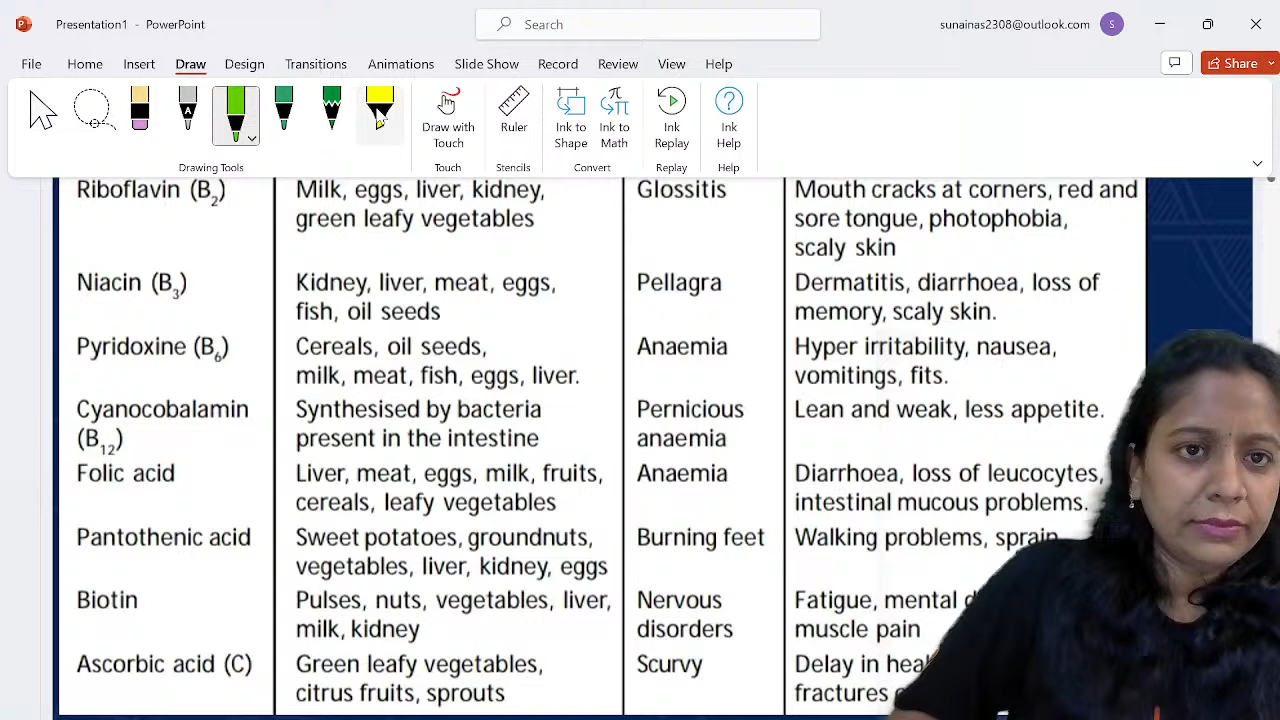 Presentation1 - PowerPoint
Search
sunainas2308@outlook.com
S
File Home Insert Draw Design Transitions Animations Slide Show Record Review View Help
Share
A
Draw with Touch
Ruler
Ink to Shape
Ink to Math
Ink Replay
Ink Help
Drawing Tools Touch Stencils Convert Replay Help
Riboflavin (B2) Milk, eggs, liver, kidney, Glossitis Mouth cracks at corners, red and
green leafy vegetables sore tongue, photophobia,
scaly skin
Niacin (B3) Kidney, liver, meat, eggs, Pellagra Dermatitis, diarrhoea, loss of
fish, oil seeds memory, scaly skin.
Pyridoxine (B6) Cereals, oil seeds, Anaemia Hyper irritability, nausea,
milk, meat, fish, eggs, liver. vomitings, fits.
Cyanocobalamin Synthesised by bacteria Pernicious Lean and weak, less appetite.
(B12) present in the intestine anaemia
Folic acid Liver, meat, eggs, milk, fruits, Anaemia Diarrhoea, loss of leucocytes,
cereals, leafy vegetables intestinal mucous problems.
Pantothenic acid Sweet potatoes, groundnuts, Burning feet Walking problems, sprain
vegetables, liver, kidney, eggs
Biotin Pulses, nuts, vegetables, liver, Nervous Fatigue, mental
milk, kidney disorders muscle pain
Ascorbic acid (C) Green leafy vegetables, Scurvy Delay in
citrus fruits, sprouts fractures